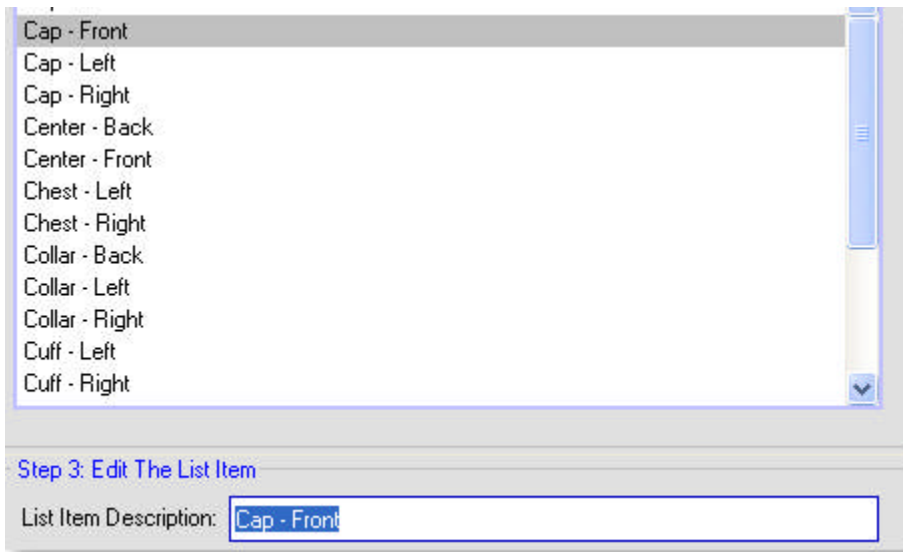 Cap - Front
Cap - Left
Cap - Right
Center - Back
Center - Front
Chest - Left
Chest - Right
Collar - Back
Collar - Left
Collar - Right
Cuff - Left
Cuff - Right
Step 3: Edit The List Item
List Item Description: Cap - Front